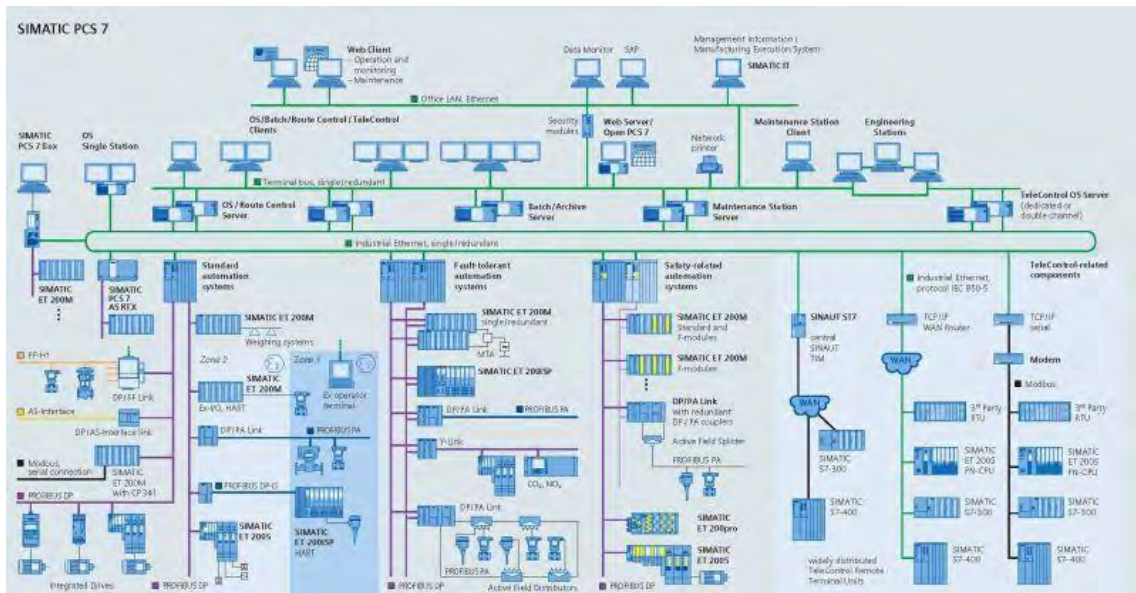 SIMATIC PCS 7
Web Client
– Operation and
monitoring
– Maintenance
Data Monitor
SAP
Management Information /
Manufacturing Execution System
SIMATIC IT
Office LAN, Ethernet
SIMATIC
PCS 7 Box
OS
Single Station
OS/Batch/Route Control / TeleControl
Clients
Security
modules
Web Server/
Open PCS 7
Network
printer
Maintenance Station
Client
Engineering
Stations
Terminal bus, single/redundant
OS / Route Control
Server
Batch/Archive
Server
Maintenance Station
Server
TeleControl OS Server
(dedicated or
double channel)
Industrial Ethernet, single/redundant
SIMATIC
ET 200M
SIMATIC
PCS 7
AS RTX
Standard
automation
systems
Fault-tolerant
automation
systems
Safety-related
automation
systems
Industrial Ethernet,
TeleControl-related
components
SIMATIC ET 200M
Weighing systems
SIMATIC ET 200M
single/redundant
MTA
SIMATIC ET 200M
Standard and
F-modules
SINAUT ST7
central
SINAUT
TIM
TCP/IP
WAN Router
TCP/IP
serial
FF-H1
DP/FF Link
Zone 2
Zone 1
SIMATIC
ET 200M
Ex-I/O, HART
Ex operator
terminal
SIMATIC ET 200iSP
SIMATIC ET 200M
F-modules
WAN
Modem
Modbus
AS-Interface
DP/AS-Interface link
DP/PA Link
PROFIBUS PA
DP/PA Link
PROFIBUS PA
DP/PA Link
with redundant
DP / PA couplers
WAN
3rd Party
RTU
3rd Party
RTU
Modbus,
serial connection
SIMATIC
ET 200M
with CP 341
Y-Link
CO₂, NOₓ
Active Field Splitter
PROFIBUS PA
SIMATIC
S7-300
SIMATIC
ET 200S
PN-CPU
SIMATIC
ET 200S
PN-CPU
PROFIBUS DP
PROFIBUS DP-iS
SIMATIC
ET 200S
SIMATIC
ET 200iSP
HART
DP/PA Link
PROFIBUS PA
Active Field Distributors
SIMATIC
ET 200pro
SIMATIC
ET 200S
SIMATIC
S7-400
SIMATIC
S7-300
SIMATIC
S7-300
Integrated Drives
PROFIBUS DP
PROFIBUS DP
PROFIBUS DP
widely distributed
TeleControl Remote
Terminal Units
SIMATIC
S7-400
SIMATIC
S7-400